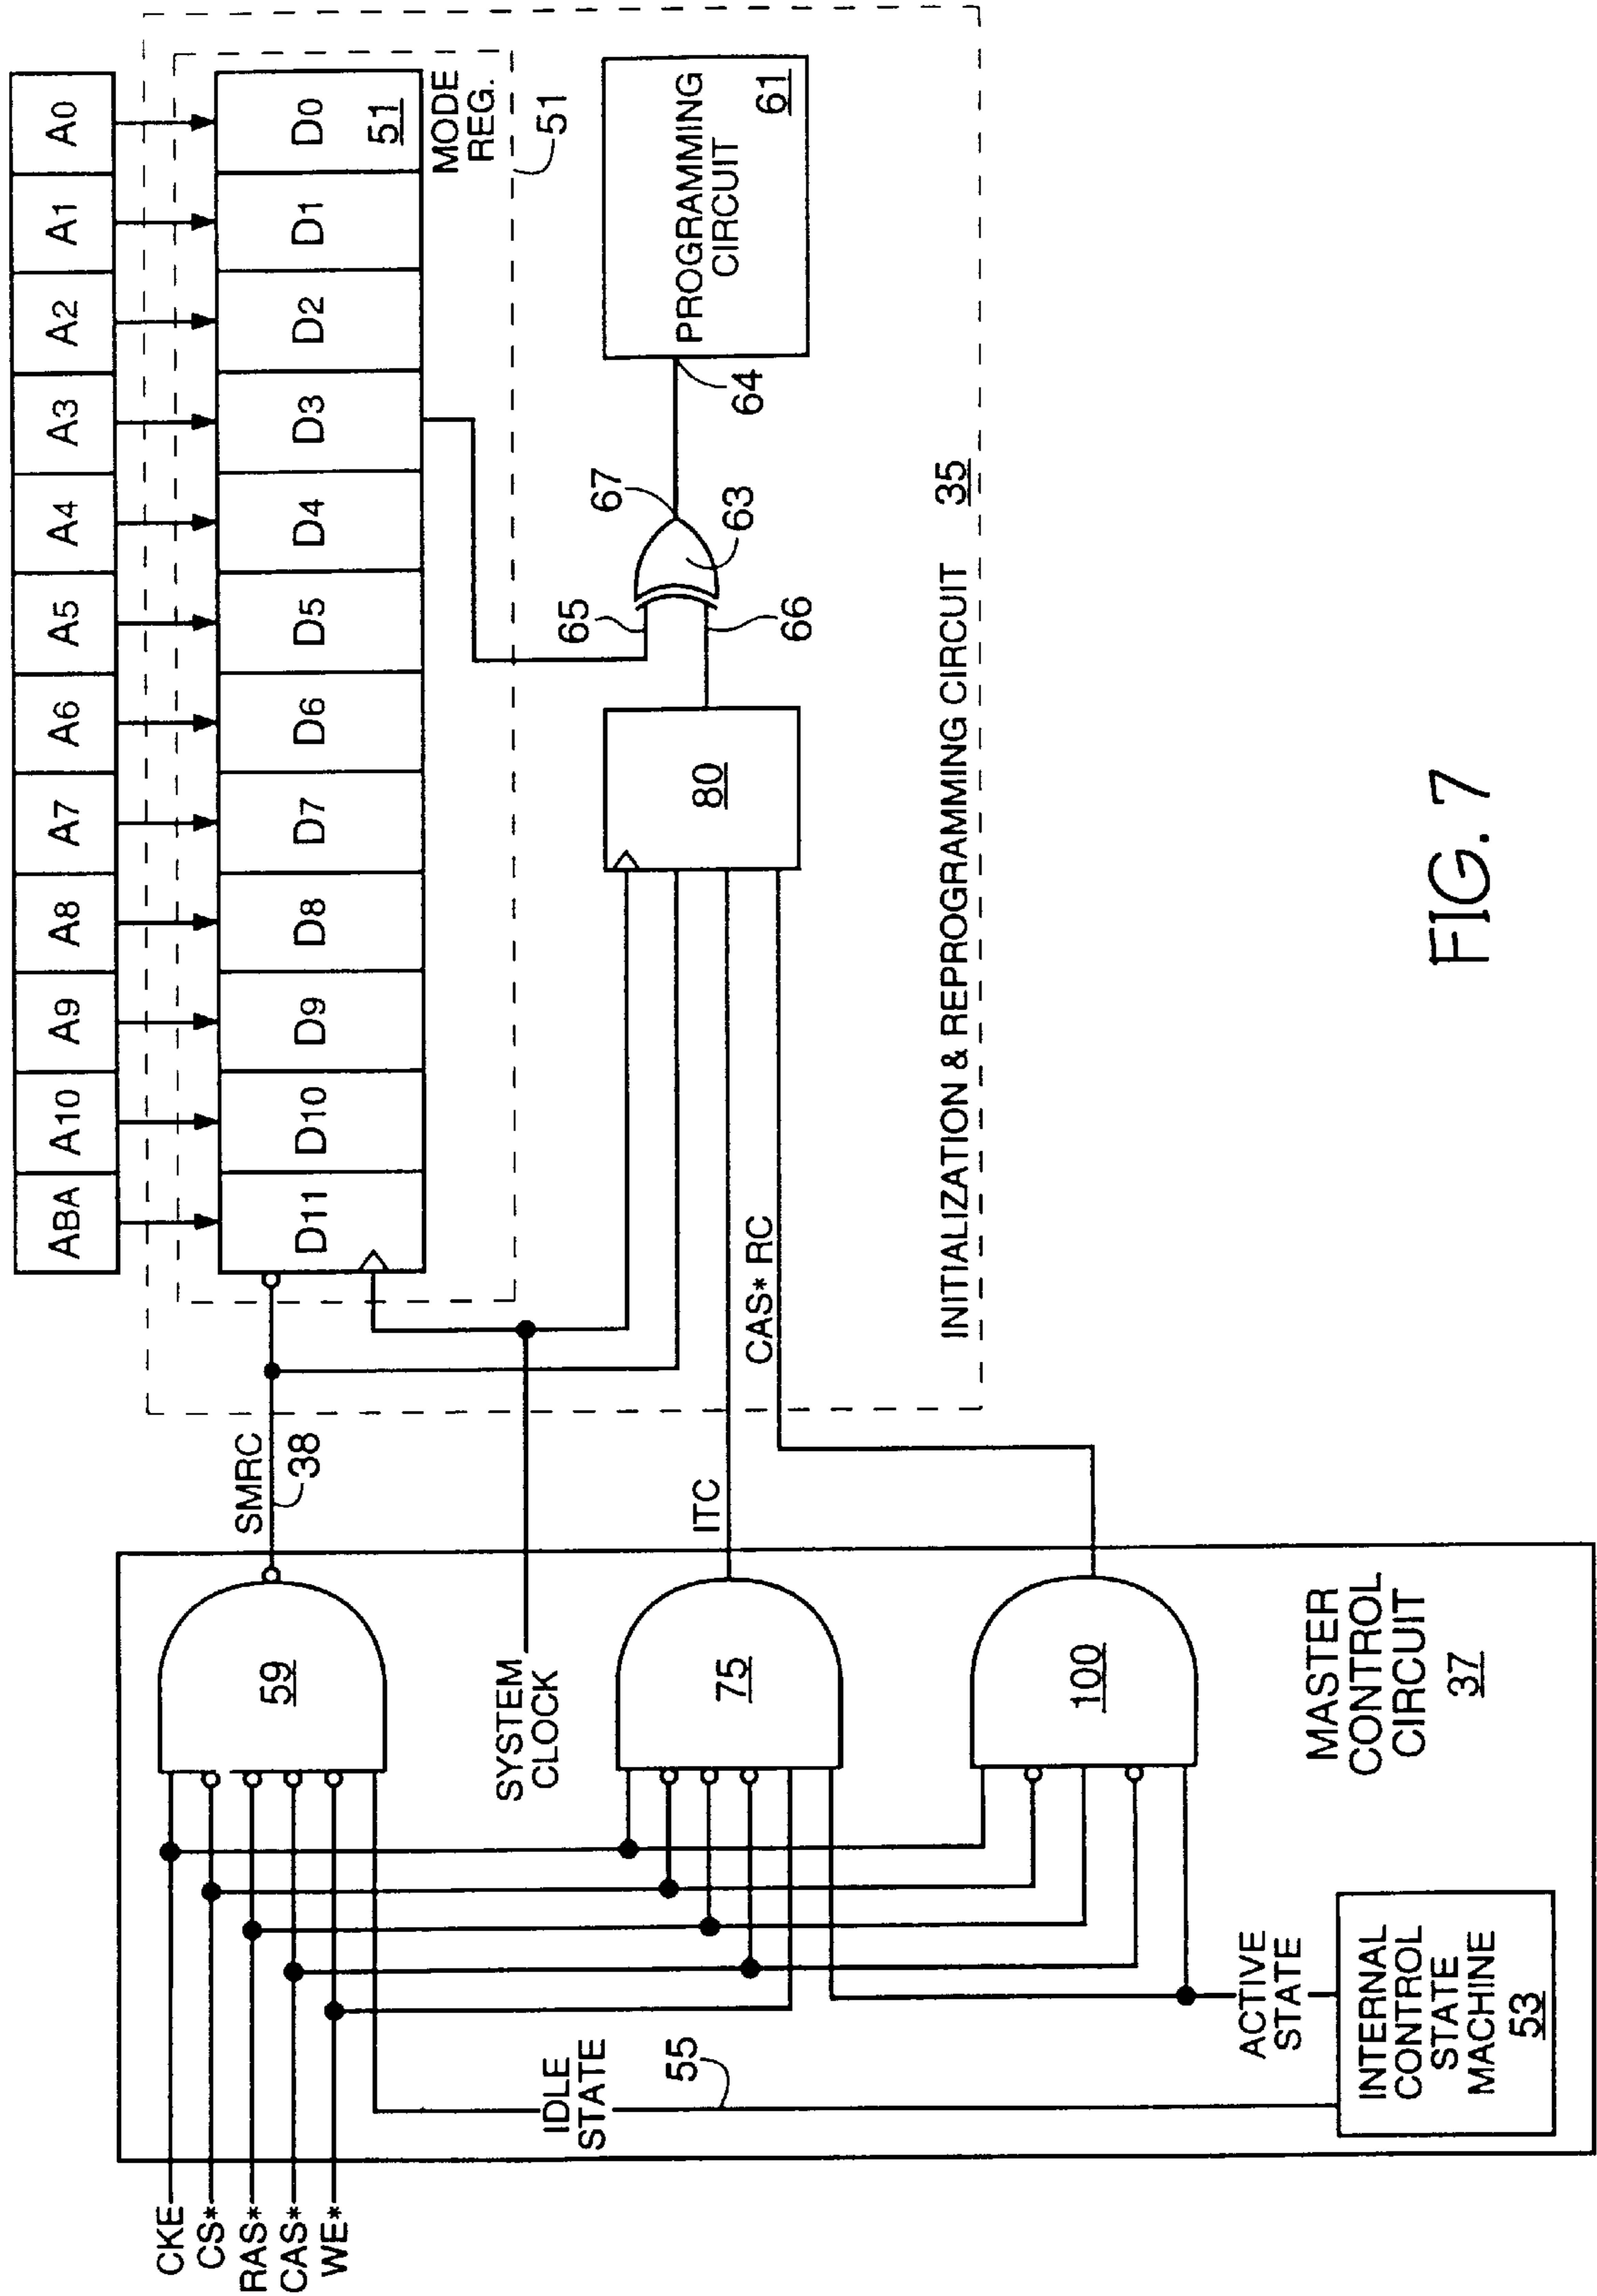 ABA A10 A9 A8 A7 A6 A5 A4 A3 A2 A1 A0
D11 D10 D9 D8 D7 D6 D5 D4 D3 D2 D1 D0
51
MODE
REG.
51
CKE
CS*
RAS*
CAS*
WE*
59
SMRC
38
SYSTEM
CLOCK
75
ITC
100
CAS* RC
80
65
66
67
63
64
PROGRAMMING
CIRCUIT
61
IDLE
STATE
55
ACTIVE
STATE
INTERNAL
CONTROL
STATE
MACHINE
53
MASTER
CONTROL
CIRCUIT
37
INITIALIZATION & REPROGRAMMING CIRCUIT 35
FIG. 7